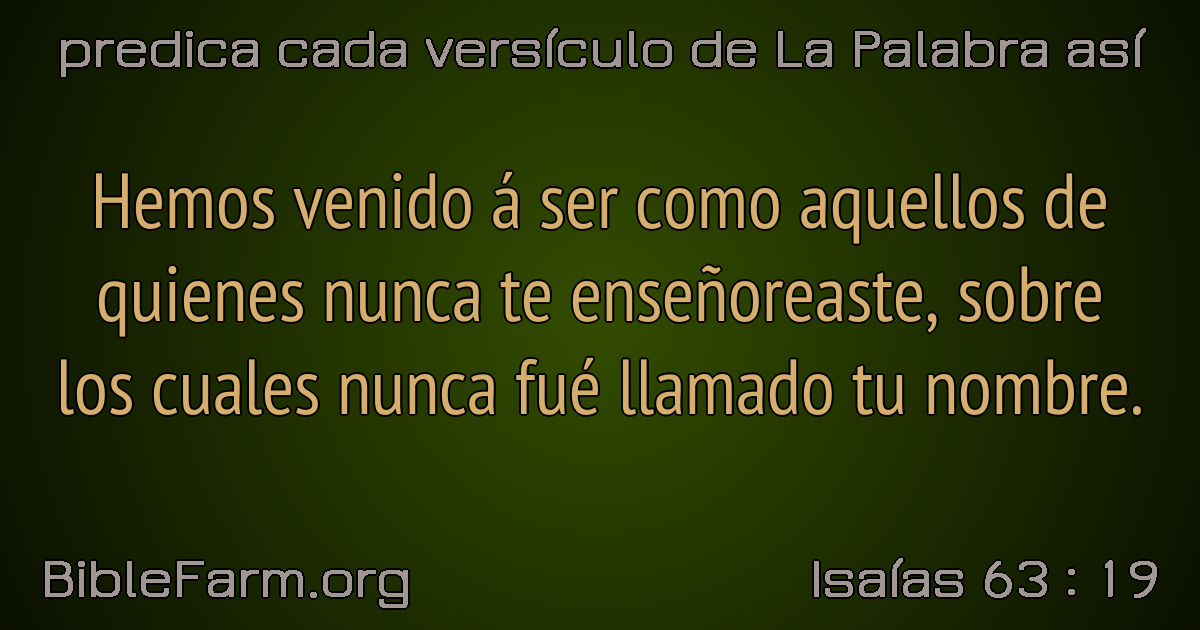 predica cada versículo de La Palabra así
Hemos venido á ser como aquellos de
quienes nunca te enseñoreaste, sobre
los cuales nunca fué llamado tu nombre.
BibleFarm.org
Isaías 63 : 19